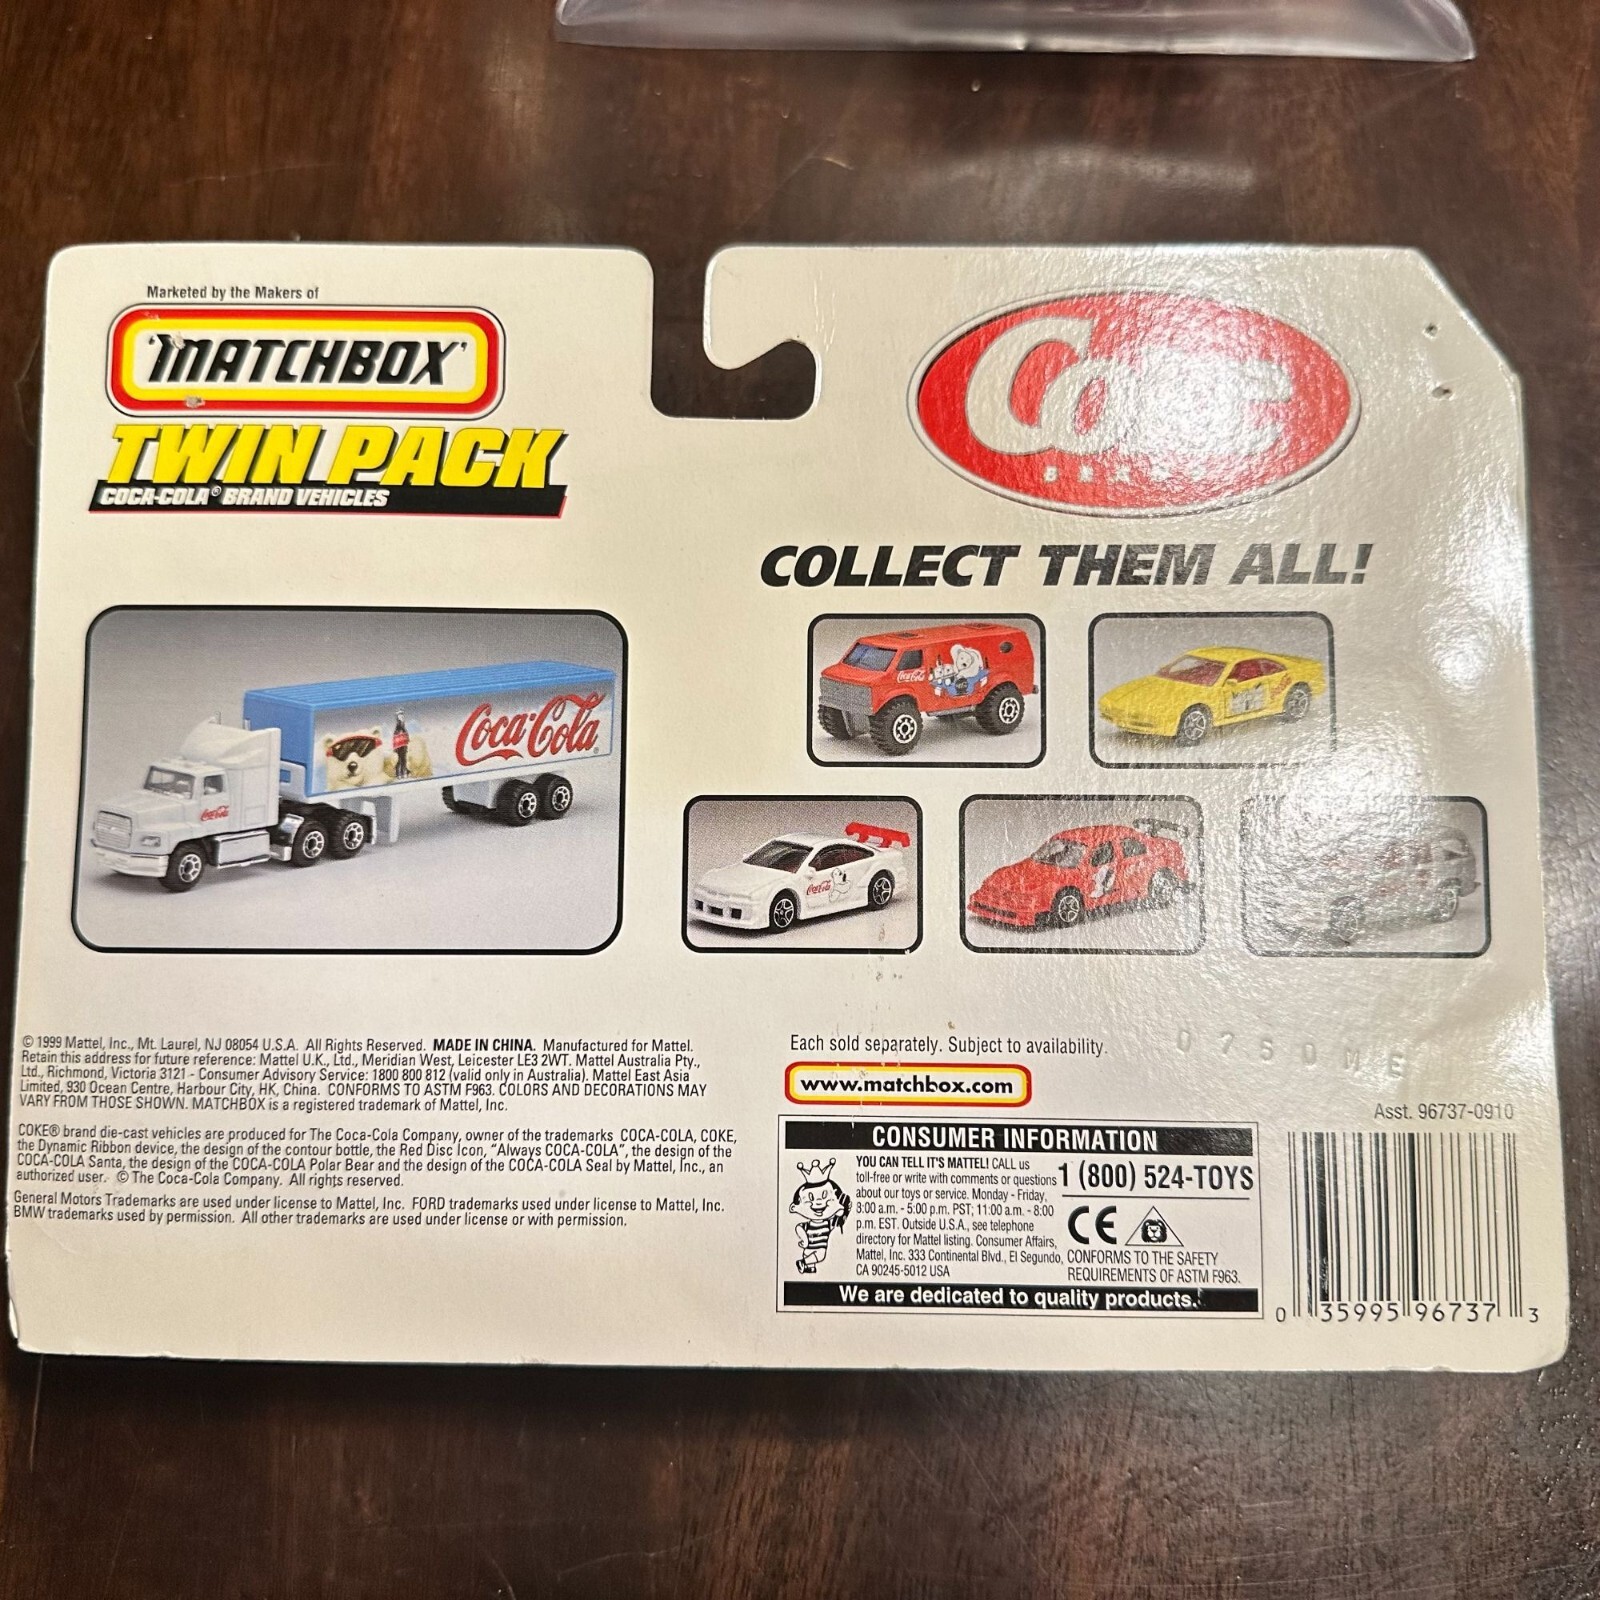 Marketed by the Makers of
'MATCHBOX'
TWIN PACK
COCA-COLA® BRAND VEHICLES
Coke
BRAND
COLLECT THEM ALL!
Coca-Cola
Coca-Cola®
Coca-Cola
Coca-Cola
© 1999 Mattel, Inc., Mt. Laurel, NJ 08054 U.S.A. All Rights Reserved. MADE IN CHINA. Manufactured for Mattel.
Retain this address for future reference: Mattel U.K., Ltd., Meridian West, Leicester LE3 2WT. Mattel Australia Pty.,
Ltd., Richmond, Victoria 3121 - Consumer Advisory Service: 1800 800 812 (valid only in Australia). Mattel East Asia
Limited, 930 Ocean Centre, Harbour City, HK, China. CONFORMS TO ASTM F963. COLORS AND DECORATIONS MAY
VARY FROM THOSE SHOWN. MATCHBOX is a registered trademark of Mattel, Inc.
COKE® brand die-cast vehicles are produced for The Coca-Cola Company, owner of the trademarks COCA-COLA, COKE,
the Dynamic Ribbon device, the design of the contour bottle, the Red Disc Icon, "Always COCA-COLA", the design of the
COCA-COLA Santa, the design of the COCA-COLA Polar Bear and the design of the COCA-COLA Seal by Mattel, Inc., an
authorized user. © The Coca-Cola Company. All rights reserved.
General Motors Trademarks are used under license to Mattel, Inc. FORD trademarks used under license to Mattel, Inc.
BMW trademarks used by permission. All other trademarks are used under license or with permission.
Each sold separately. Subject to availability.
0750ME
www.matchbox.com
Asst. 96737-0910
CONSUMER INFORMATION
YOU CAN TELL IT'S MATTEL! CALL us
toll-free or write with comments or questions
about our toys or service. Monday - Friday,
8:00 a.m. - 5:00 p.m. PST; 11:00 a.m. - 8:00
p.m. EST. Outside U.S.A., see telephone
directory for Mattel listing. Consumer Affairs,
Mattel, Inc. 333 Continental Blvd., El Segundo,
CA 90245-5012 USA
1 (800) 524-TOYS
CE
CONFORMS TO THE SAFETY
REQUIREMENTS OF ASTM F963.
We are dedicated to quality products.
0 35995 96737 3